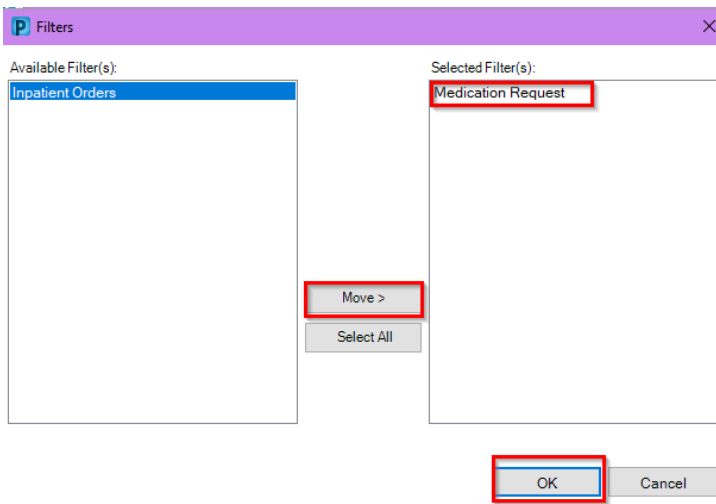 P Filters
Available Filter(s):
Selected Filter(s):
Inpatient Orders
Medication Request
Move >
Select All
OK
Cancel